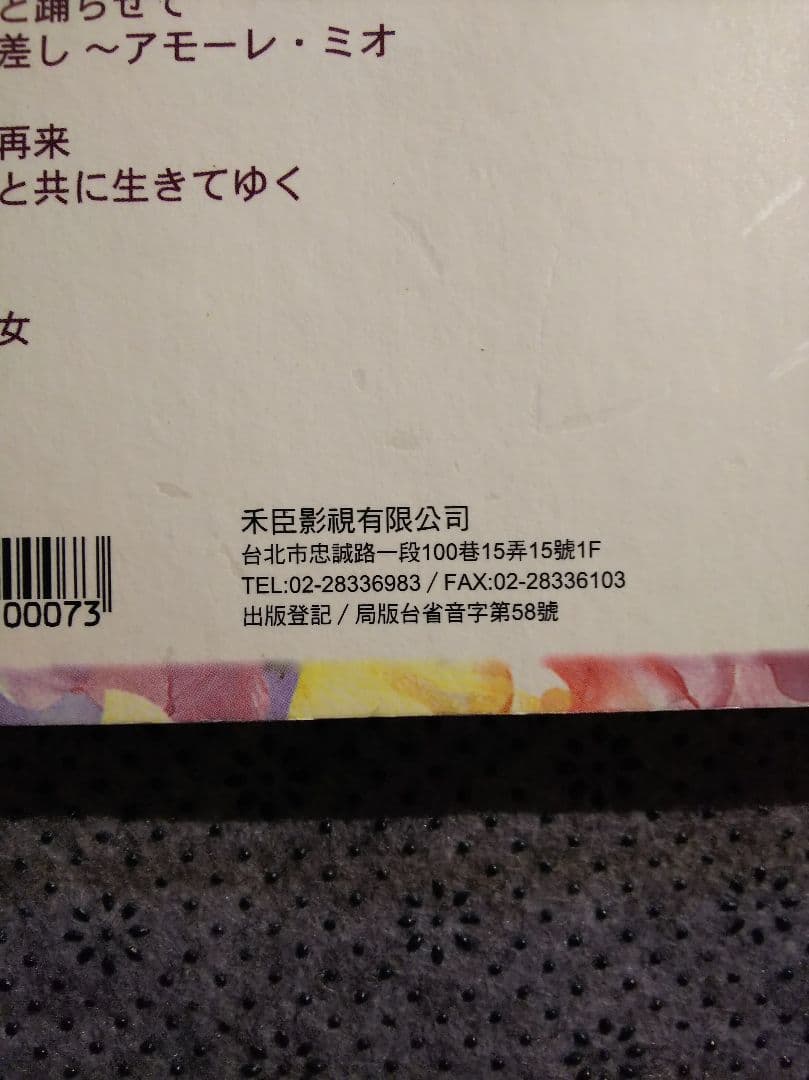 と踊らせて
差し ～アモーレ・ミオ
再来
と共に生きてゆく
女
禾臣影視有限公司
台北市忠誠路一段100巷15弄15號1F
TEL:02-28336983 / FAX:02-28336103
00073
出版登記 / 局版台省音字第58號